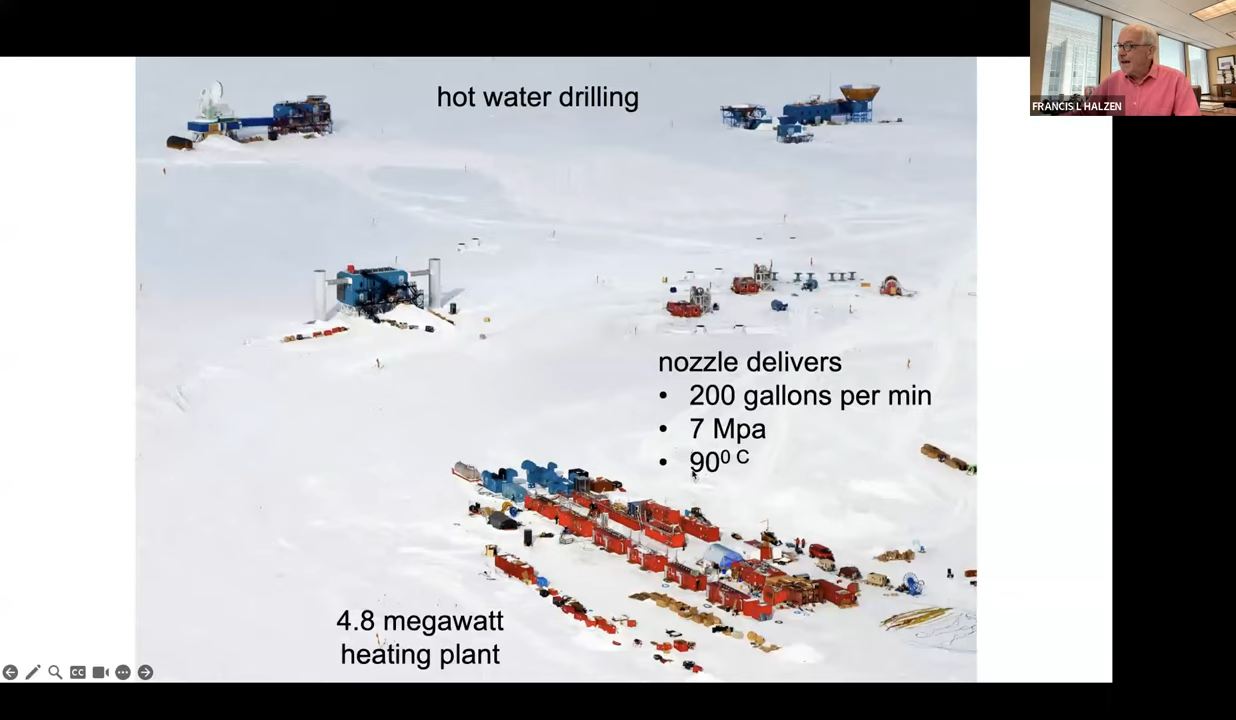 hot water drilling
FRANCIS L HALZEN
nozzle delivers
• 200 gallons per min
• 7 Mpa
• 90⁰ ᶜ
4.8 megawatt
heating plant
CC